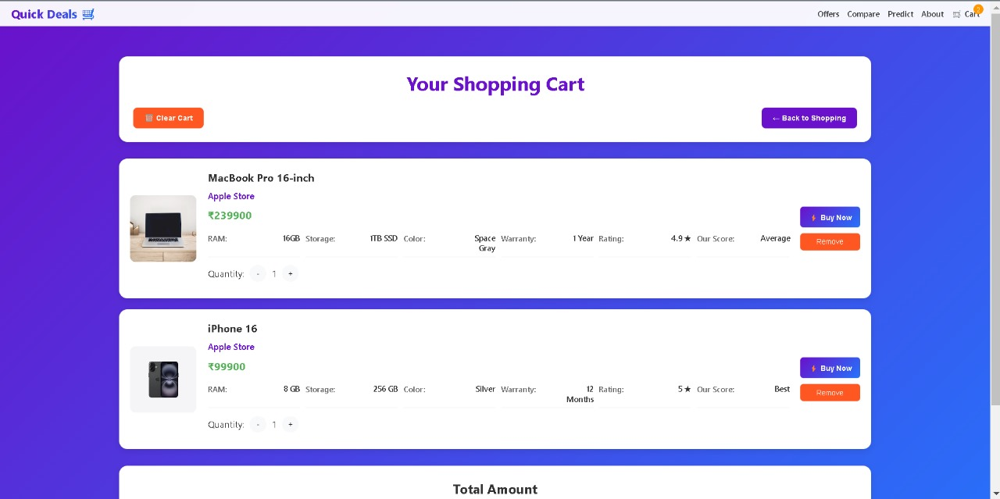 Quick Deals 🛒
Offers Compare Predict About 🛒 Cart 2
Your Shopping Cart
🗑️ Clear Cart ← Back to Shopping
MacBook Pro 16-inch
Apple Store
₹239900
⚡ Buy Now
RAM: 16GB Storage: 1TB SSD Color: Space Gray Warranty: 1 Year Rating: 4.9 ★ Our Score: Average
Remove
Quantity: - 1 +
iPhone 16
Apple Store
₹99900
⚡ Buy Now
RAM: 8 GB Storage: 256 GB Color: Silver Warranty: 12 Months Rating: 5 ★ Our Score: Best
Remove
Quantity: - 1 +
Total Amount